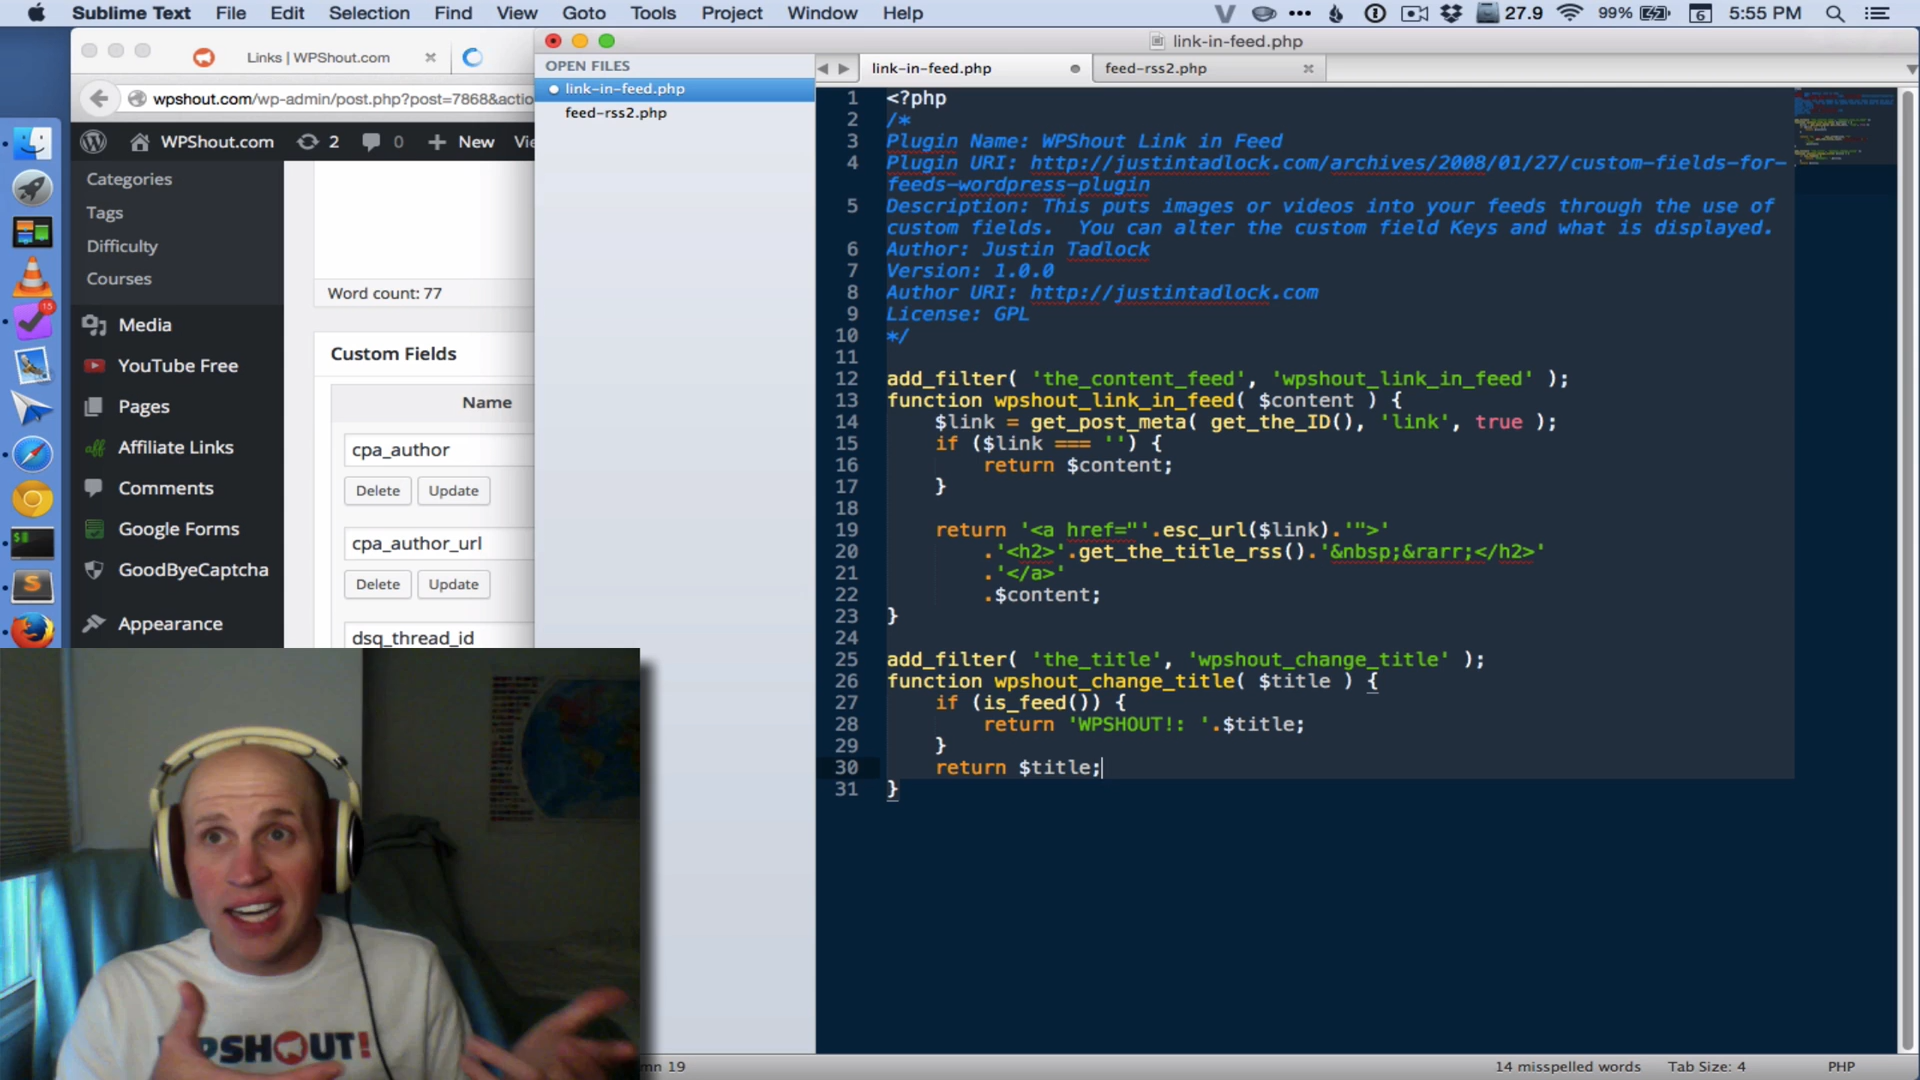 Sublime Text File Edit Selection Find View Goto Tools Project Window Help
27.9 99% 6 5:55 PM
Links | WPShout.com
wpshout.com/wp-admin/post.php?post=7868&actio
WPShout.com 2 0 New
Categories
Tags
Difficulty
Courses
Media
YouTube Free
Pages
Affiliate Links
Comments
Google Forms
GoodByeCaptcha
Appearance
15
Word count: 77
Custom Fields
Name
cpa_author
Delete Update
cpa_author_url
Delete Update
dsq_thread_id
link-in-feed.php
OPEN FILES
link-in-feed.php
feed-rss2.php
link-in-feed.php feed-rss2.php
1 <?php
2 /*
3 Plugin Name: WPShout Link in Feed
4 Plugin URI: http://justintadlock.com/archives/2008/01/27/custom-fields-for-
feeds-wordpress-plugin
5 Description: This puts images or videos into your feeds through the use of
custom fields.  You can alter the custom field Keys and what is displayed.
6 Author: Justin Tadlock
7 Version: 1.0.0
8 Author URI: http://justintadlock.com
9 License: GPL
10 */
11
12 add_filter( 'the_content_feed', 'wpshout_link_in_feed' );
13 function wpshout_link_in_feed( $content ) {
14     $link = get_post_meta( get_the_ID(), 'link', true );
15     if ($link === '') {
16         return $content;
17     }
18
19     return '<a href="'.esc_url($link).'">'
20         .'<h2>'.get_the_title_rss().'&nbsp;&rarr;</h2>'
21         .'</a>'
22         .$content;
23 }
24
25 add_filter( 'the_title', 'wpshout_change_title' );
26 function wpshout_change_title( $title ) {
27     if (is_feed()) {
28         return 'WPSHOUT!: '.$title;
29     }
30     return $title;
31 }
14 misspelled words Tab Size: 4 PHP